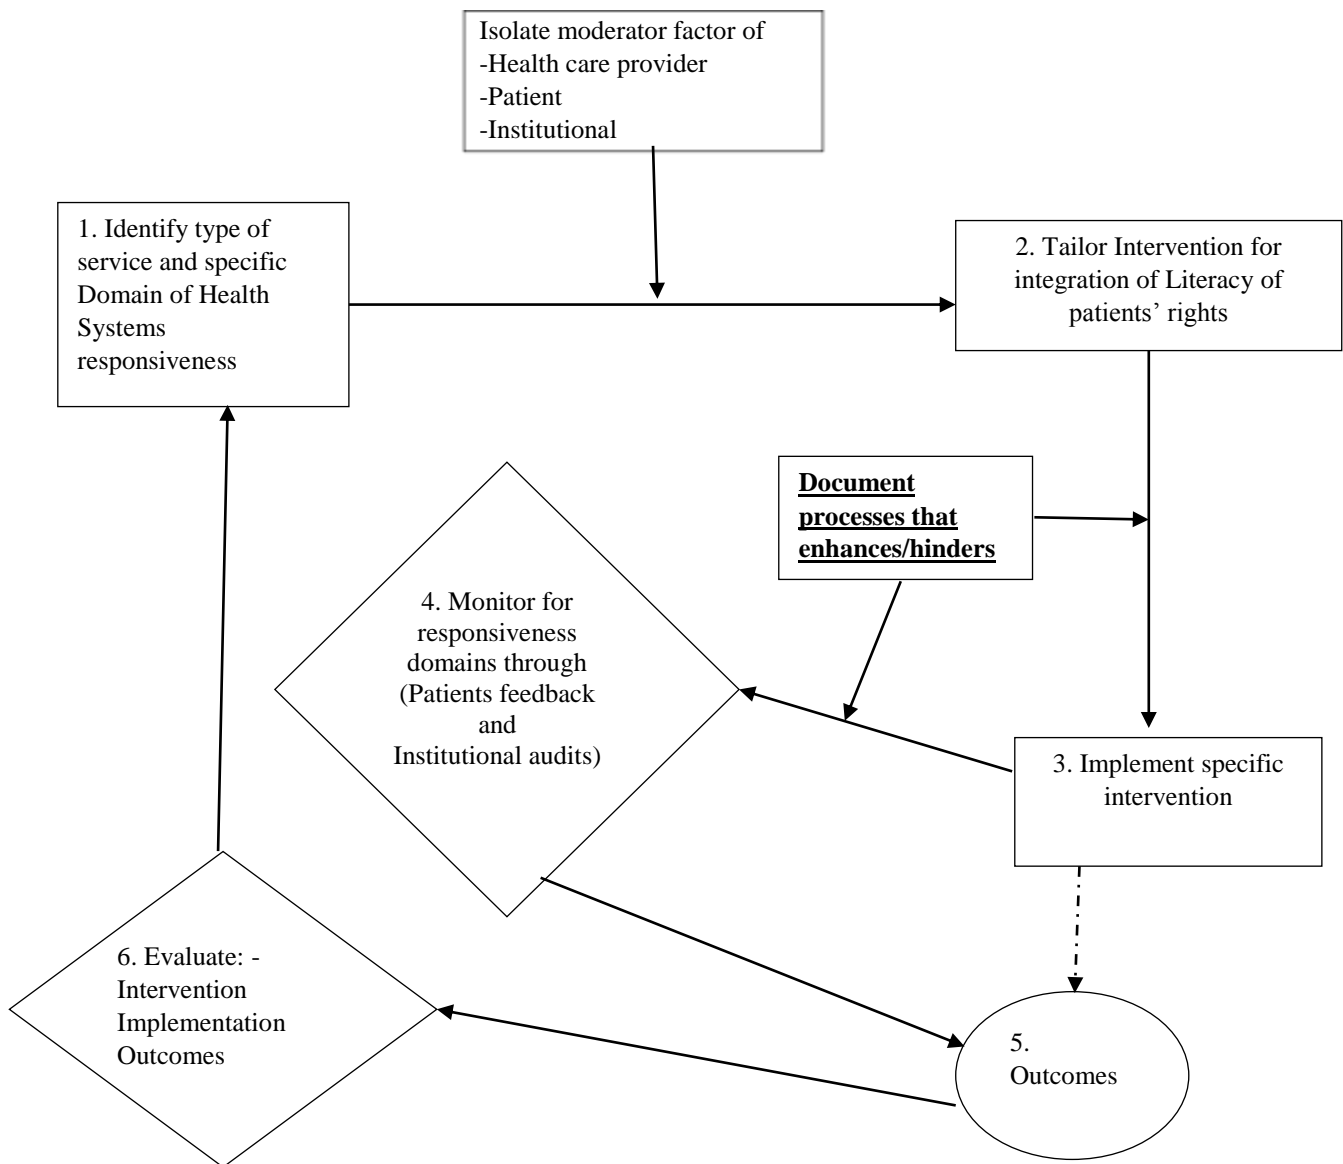 Isolate moderator factor of
-Health care provider
-Patient
-Institutional
1. Identify type of
service and specific
Domain of Health
Systems
responsiveness
2. Tailor Intervention for
integration of Literacy of
patients’ rights
Document
processes that
enhances/hinders
4. Monitor for
responsiveness
domains through
(Patients feedback
and
Institutional audits)
3. Implement specific
intervention
6. Evaluate: -
Intervention
Implementation
Outcomes
5.
Outcomes